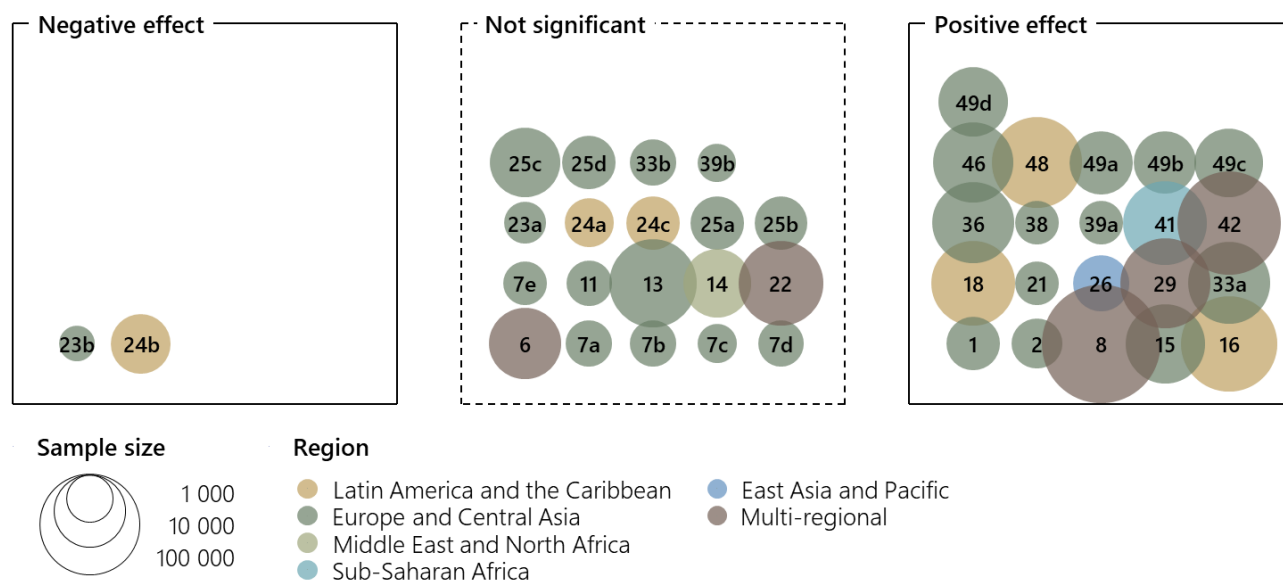 Negative effect
Not significant
Positive effect
49d
25c 25d 33b 39b
46 48 49a 49b 49c
23a 24a 24c 25a 25b
36 38 39a 41 42
7e 11 13 14 22
18 21 26 29 33a
23b 24b
6 7a 7b 7c 7d
1 2 8 15 16
Sample size
1 000
10 000
100 000
Region
Latin America and the Caribbean
Europe and Central Asia
Middle East and North Africa
Sub-Saharan Africa
East Asia and Pacific
Multi-regional